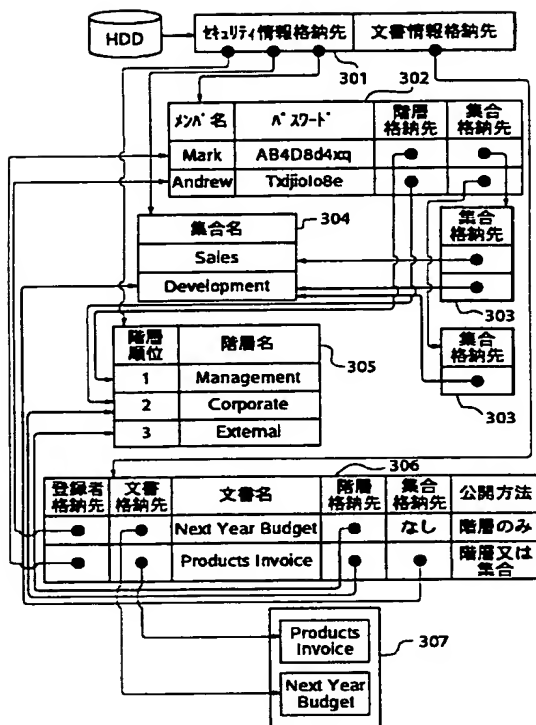 HDD
セキュリティ情報格納先 文書情報格納先
301
302
メンバ名 パスワード 階層格納先 集合格納先
Mark AB4D8d4xq
Andrew Txijiolo8e
304
集合名
Sales
Development
集合格納先
303
集合格納先
303
階層順位 階層名
305
1 Management
2 Corporate
3 External
306
登録者格納先 文書格納先 文書名 階層格納先 集合格納先 公開方法
Next Year Budget なし 階層のみ
Products Invoice 階層又は集合
307
Products
Invoice
Next Year
Budget